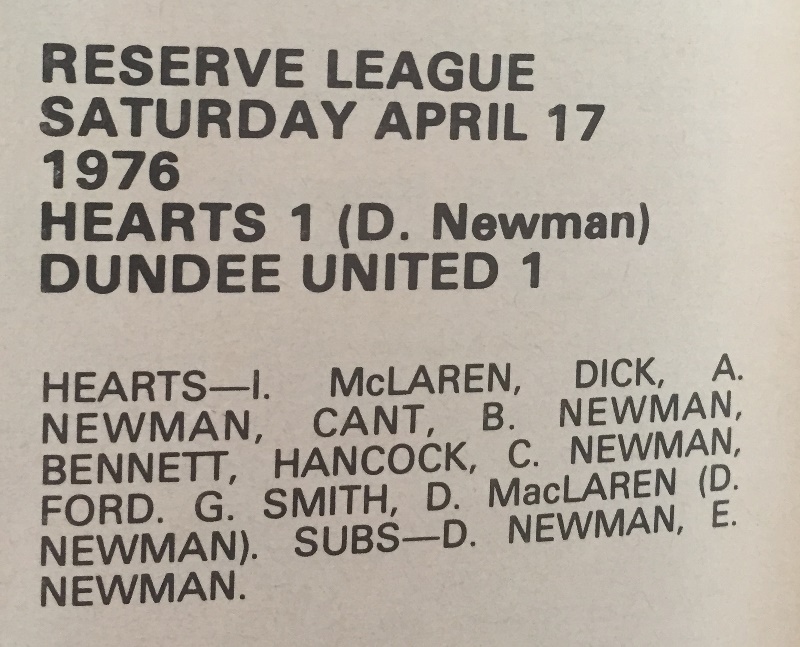 RESERVE LEAGUE
SATURDAY APRIL 17
1976
HEARTS 1 (D. Newman)
DUNDEE UNITED 1
HEARTS—I. McLAREN, DICK, A.
NEWMAN, CANT, B. NEWMAN,
BENNETT, HANCOCK, C. NEWMAN,
FORD. G. SMITH, D. MacLAREN (D.
NEWMAN). SUBS—D. NEWMAN, E.
NEWMAN.